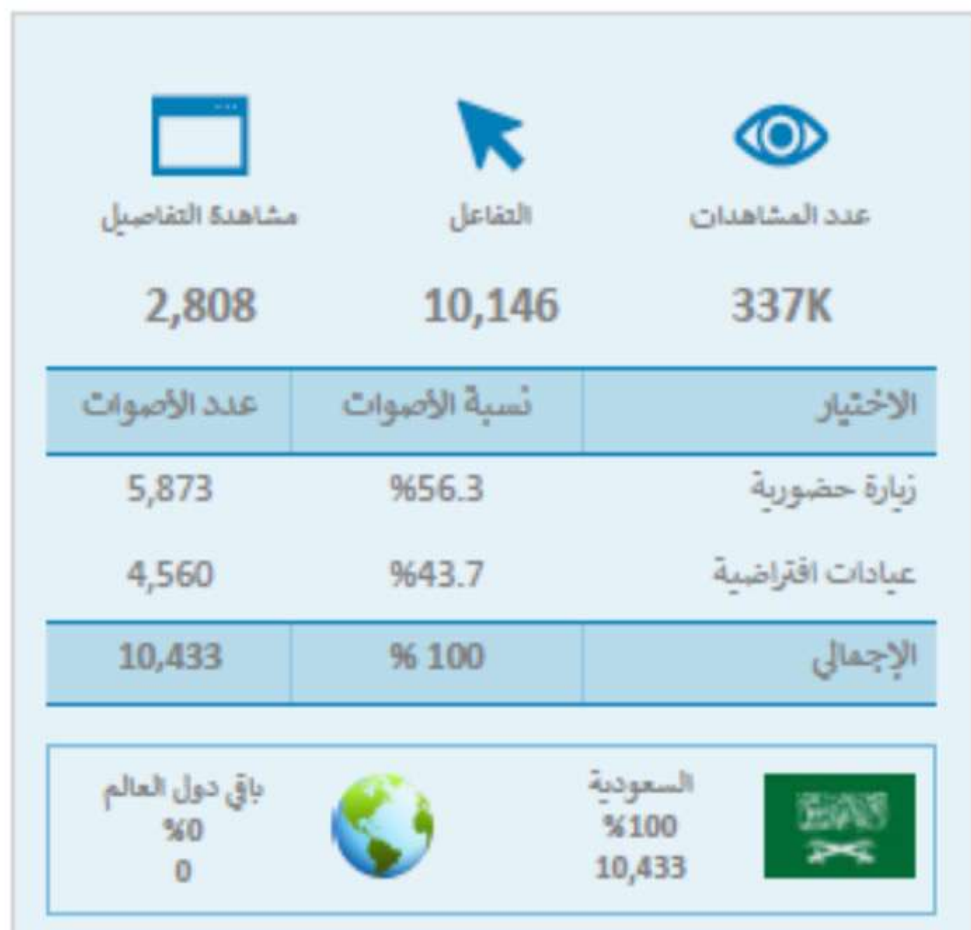 عدد المشاهدات التفاعل مشاهدة التفاصيل
337K 10,146 2,808
الاختيار نسبة الأصوات عدد الأصوات
زيارة حضورية %56.3 5,873
عيادات افتراضية %43.7 4,560
الإجمالي % 100 10,433
السعودية باقي دول العالم
%100 %0
10,433 0